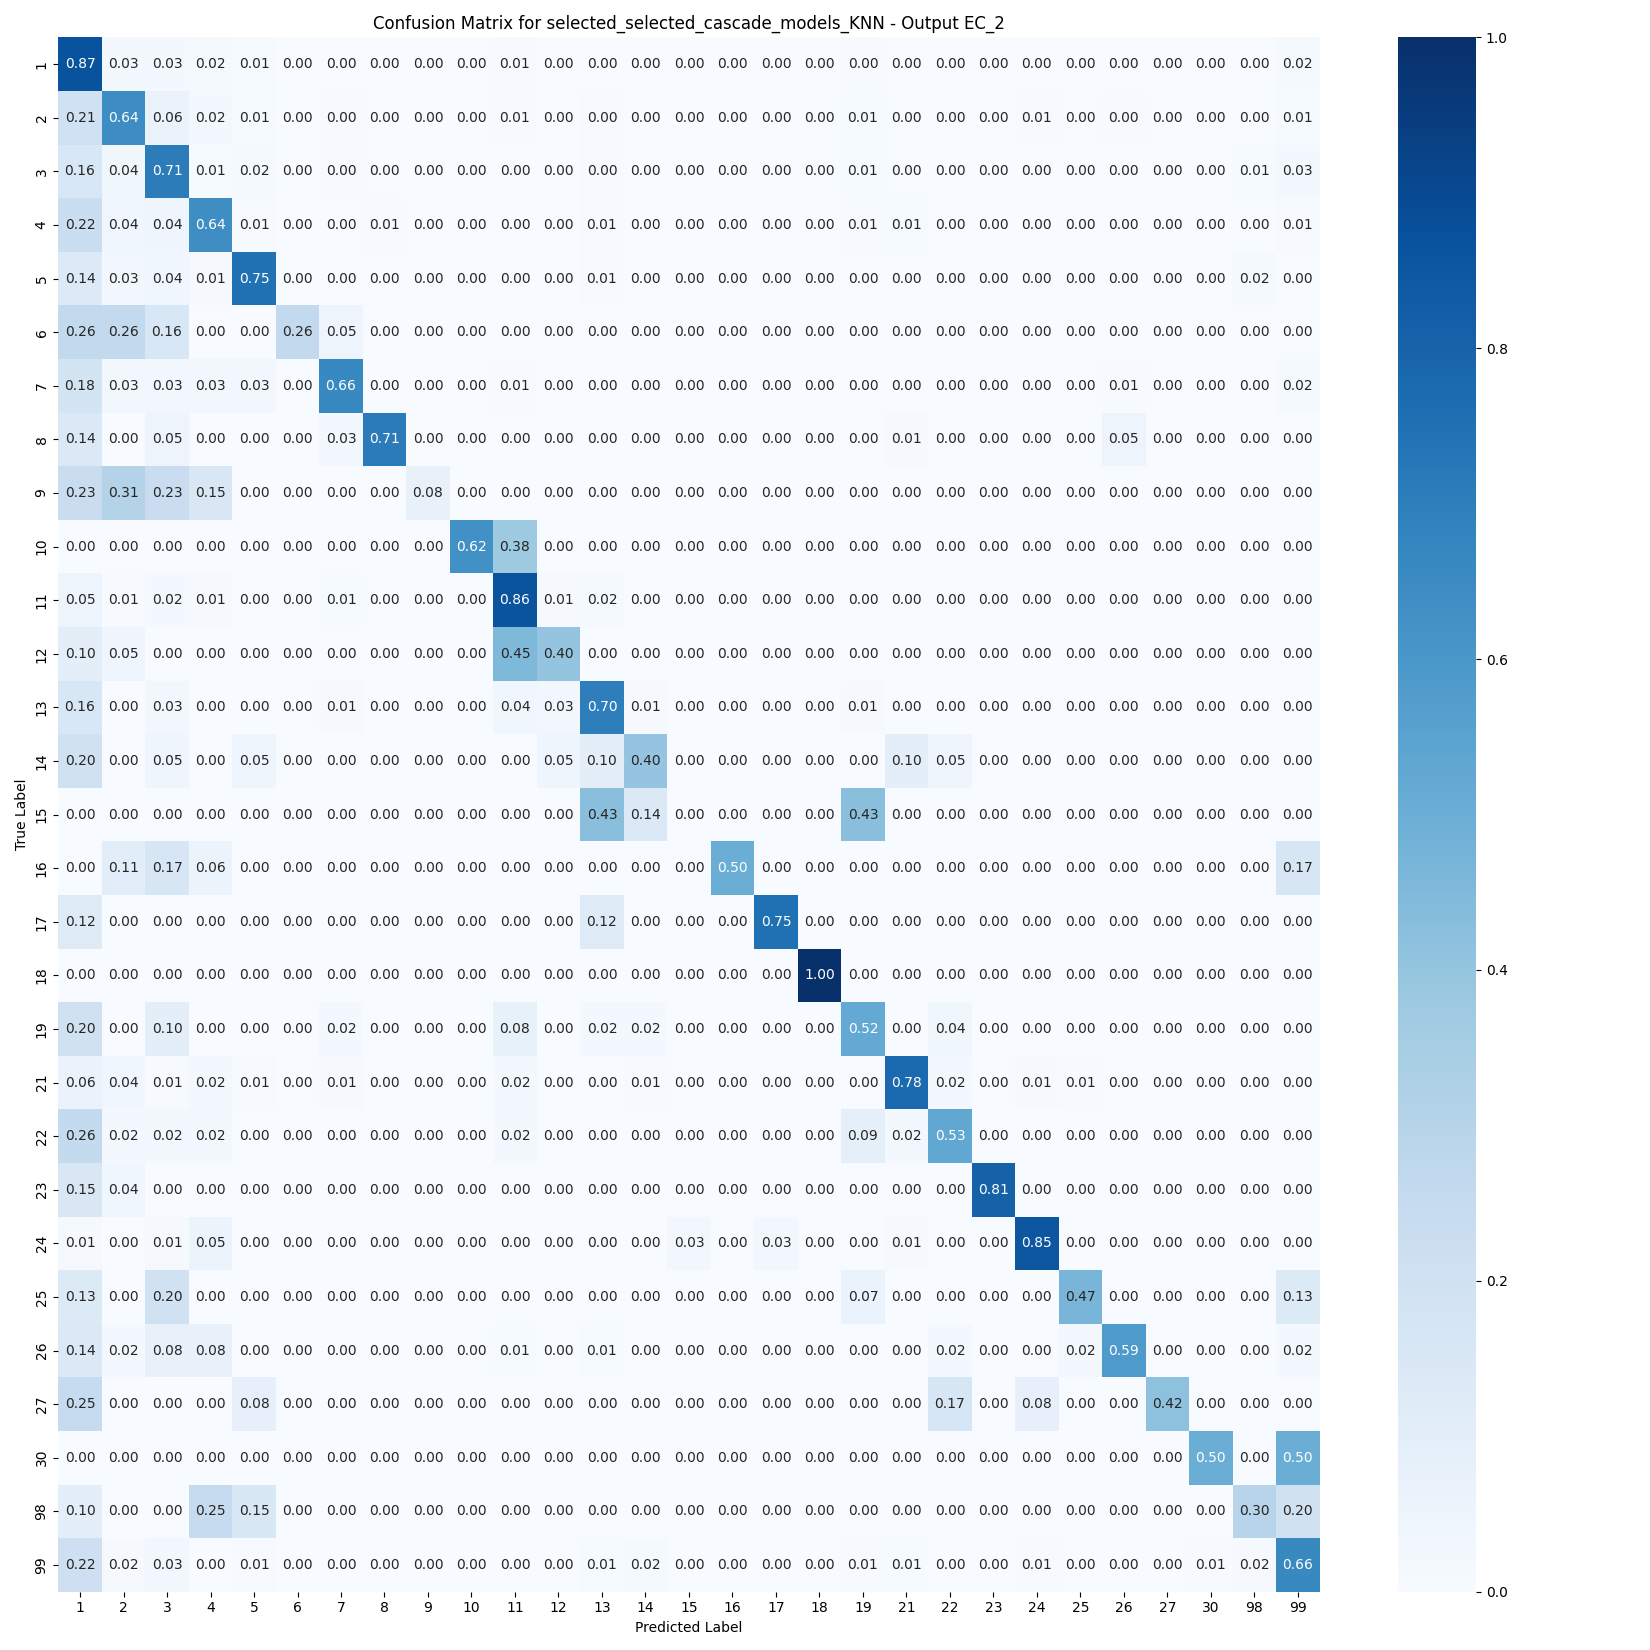 Confusion Matrix for selected_selected_cascade_models_KNN - Output EC_2
1 0.87 0.03 0.03 0.02 0.01 0.00 0.00 0.00 0.00 0.00 0.01 0.00 0.00 0.00 0.00 0.00 0.00 0.00 0.00 0.00 0.00 0.00 0.00 0.00 0.00 0.00 0.00 0.00 0.02
2 0.21 0.64 0.06 0.02 0.01 0.00 0.00 0.00 0.00 0.00 0.01 0.00 0.00 0.00 0.00 0.00 0.00 0.00 0.01 0.00 0.00 0.00 0.01 0.00 0.00 0.00 0.00 0.00 0.01
3 0.16 0.04 0.71 0.01 0.02 0.00 0.00 0.00 0.00 0.00 0.00 0.00 0.00 0.00 0.00 0.00 0.00 0.00 0.01 0.01 0.00 0.00 0.00 0.00 0.00 0.00 0.00 0.01 0.03
4 0.22 0.04 0.04 0.64 0.01 0.00 0.00 0.01 0.00 0.00 0.00 0.00 0.01 0.00 0.00 0.00 0.00 0.00 0.01 0.01 0.00 0.00 0.00 0.00 0.00 0.00 0.00 0.00 0.01
5 0.14 0.03 0.04 0.01 0.75 0.00 0.00 0.00 0.00 0.00 0.00 0.00 0.01 0.00 0.00 0.00 0.00 0.00 0.00 0.00 0.00 0.00 0.00 0.00 0.00 0.00 0.00 0.02 0.00
6 0.26 0.26 0.16 0.00 0.00 0.26 0.05 0.00 0.00 0.00 0.00 0.00 0.00 0.00 0.00 0.00 0.00 0.00 0.00 0.00 0.00 0.00 0.00 0.00 0.00 0.00 0.00 0.00 0.00
7 0.18 0.03 0.03 0.03 0.03 0.00 0.66 0.00 0.00 0.00 0.01 0.00 0.00 0.00 0.00 0.00 0.00 0.00 0.00 0.00 0.00 0.00 0.00 0.00 0.01 0.00 0.00 0.00 0.02
8 0.14 0.00 0.05 0.00 0.00 0.00 0.03 0.71 0.00 0.00 0.00 0.00 0.00 0.00 0.00 0.00 0.00 0.00 0.00 0.01 0.00 0.00 0.00 0.00 0.05 0.00 0.00 0.00 0.00
9 0.23 0.31 0.23 0.15 0.00 0.00 0.00 0.00 0.08 0.00 0.00 0.00 0.00 0.00 0.00 0.00 0.00 0.00 0.00 0.00 0.00 0.00 0.00 0.00 0.00 0.00 0.00 0.00 0.00
10 0.00 0.00 0.00 0.00 0.00 0.00 0.00 0.00 0.00 0.62 0.38 0.00 0.00 0.00 0.00 0.00 0.00 0.00 0.00 0.00 0.00 0.00 0.00 0.00 0.00 0.00 0.00 0.00 0.00
11 0.05 0.01 0.02 0.01 0.00 0.00 0.01 0.00 0.00 0.00 0.86 0.01 0.02 0.00 0.00 0.00 0.00 0.00 0.00 0.00 0.00 0.00 0.00 0.00 0.00 0.00 0.00 0.00 0.00
12 0.10 0.05 0.00 0.00 0.00 0.00 0.00 0.00 0.00 0.00 0.45 0.40 0.00 0.00 0.00 0.00 0.00 0.00 0.00 0.00 0.00 0.00 0.00 0.00 0.00 0.00 0.00 0.00 0.00
13 0.16 0.00 0.03 0.00 0.00 0.00 0.01 0.00 0.00 0.00 0.04 0.03 0.70 0.01 0.00 0.00 0.00 0.00 0.01 0.00 0.00 0.00 0.00 0.00 0.00 0.00 0.00 0.00 0.00
14 0.20 0.00 0.05 0.00 0.05 0.00 0.00 0.00 0.00 0.00 0.00 0.05 0.10 0.40 0.00 0.00 0.00 0.00 0.00 0.10 0.05 0.00 0.00 0.00 0.00 0.00 0.00 0.00 0.00
15 0.00 0.00 0.00 0.00 0.00 0.00 0.00 0.00 0.00 0.00 0.00 0.00 0.43 0.14 0.00 0.00 0.00 0.00 0.43 0.00 0.00 0.00 0.00 0.00 0.00 0.00 0.00 0.00 0.00
16 0.00 0.11 0.17 0.06 0.00 0.00 0.00 0.00 0.00 0.00 0.00 0.00 0.00 0.00 0.00 0.50 0.00 0.00 0.00 0.00 0.00 0.00 0.00 0.00 0.00 0.00 0.00 0.00 0.17
17 0.12 0.00 0.00 0.00 0.00 0.00 0.00 0.00 0.00 0.00 0.00 0.00 0.12 0.00 0.00 0.00 0.75 0.00 0.00 0.00 0.00 0.00 0.00 0.00 0.00 0.00 0.00 0.00 0.00
18 0.00 0.00 0.00 0.00 0.00 0.00 0.00 0.00 0.00 0.00 0.00 0.00 0.00 0.00 0.00 0.00 0.00 1.00 0.00 0.00 0.00 0.00 0.00 0.00 0.00 0.00 0.00 0.00 0.00
19 0.20 0.00 0.10 0.00 0.00 0.00 0.02 0.00 0.00 0.00 0.08 0.00 0.02 0.02 0.00 0.00 0.00 0.00 0.52 0.00 0.04 0.00 0.00 0.00 0.00 0.00 0.00 0.00 0.00
21 0.06 0.04 0.01 0.02 0.01 0.00 0.01 0.00 0.00 0.00 0.02 0.00 0.00 0.01 0.00 0.00 0.00 0.00 0.00 0.78 0.02 0.00 0.01 0.01 0.00 0.00 0.00 0.00 0.00
22 0.26 0.02 0.02 0.02 0.00 0.00 0.00 0.00 0.00 0.00 0.02 0.00 0.00 0.00 0.00 0.00 0.00 0.00 0.09 0.02 0.53 0.00 0.00 0.00 0.00 0.00 0.00 0.00 0.00
23 0.15 0.04 0.00 0.00 0.00 0.00 0.00 0.00 0.00 0.00 0.00 0.00 0.00 0.00 0.00 0.00 0.00 0.00 0.00 0.00 0.00 0.81 0.00 0.00 0.00 0.00 0.00 0.00 0.00
24 0.01 0.00 0.01 0.05 0.00 0.00 0.00 0.00 0.00 0.00 0.00 0.00 0.00 0.00 0.03 0.00 0.03 0.00 0.00 0.01 0.00 0.00 0.85 0.00 0.00 0.00 0.00 0.00 0.00
25 0.13 0.00 0.20 0.00 0.00 0.00 0.00 0.00 0.00 0.00 0.00 0.00 0.00 0.00 0.00 0.00 0.00 0.00 0.07 0.00 0.00 0.00 0.00 0.47 0.00 0.00 0.00 0.00 0.13
26 0.14 0.02 0.08 0.08 0.00 0.00 0.00 0.00 0.00 0.00 0.01 0.00 0.01 0.00 0.00 0.00 0.00 0.00 0.00 0.00 0.02 0.00 0.00 0.02 0.59 0.00 0.00 0.00 0.02
27 0.25 0.00 0.00 0.00 0.08 0.00 0.00 0.00 0.00 0.00 0.00 0.00 0.00 0.00 0.00 0.00 0.00 0.00 0.00 0.00 0.17 0.00 0.08 0.00 0.00 0.42 0.00 0.00 0.00
30 0.00 0.00 0.00 0.00 0.00 0.00 0.00 0.00 0.00 0.00 0.00 0.00 0.00 0.00 0.00 0.00 0.00 0.00 0.00 0.00 0.00 0.00 0.00 0.00 0.00 0.00 0.50 0.00 0.50
98 0.10 0.00 0.00 0.25 0.15 0.00 0.00 0.00 0.00 0.00 0.00 0.00 0.00 0.00 0.00 0.00 0.00 0.00 0.00 0.00 0.00 0.00 0.00 0.00 0.00 0.00 0.00 0.30 0.20
99 0.22 0.02 0.03 0.00 0.01 0.00 0.00 0.00 0.00 0.00 0.00 0.00 0.01 0.02 0.00 0.00 0.00 0.00 0.01 0.01 0.00 0.00 0.01 0.00 0.00 0.00 0.01 0.02 0.66
1 2 3 4 5 6 7 8 9 10 11 12 13 14 15 16 17 18 19 21 22 23 24 25 26 27 30 98 99
Predicted Label
True Label
1.0
0.8
0.6
0.4
0.2
0.0